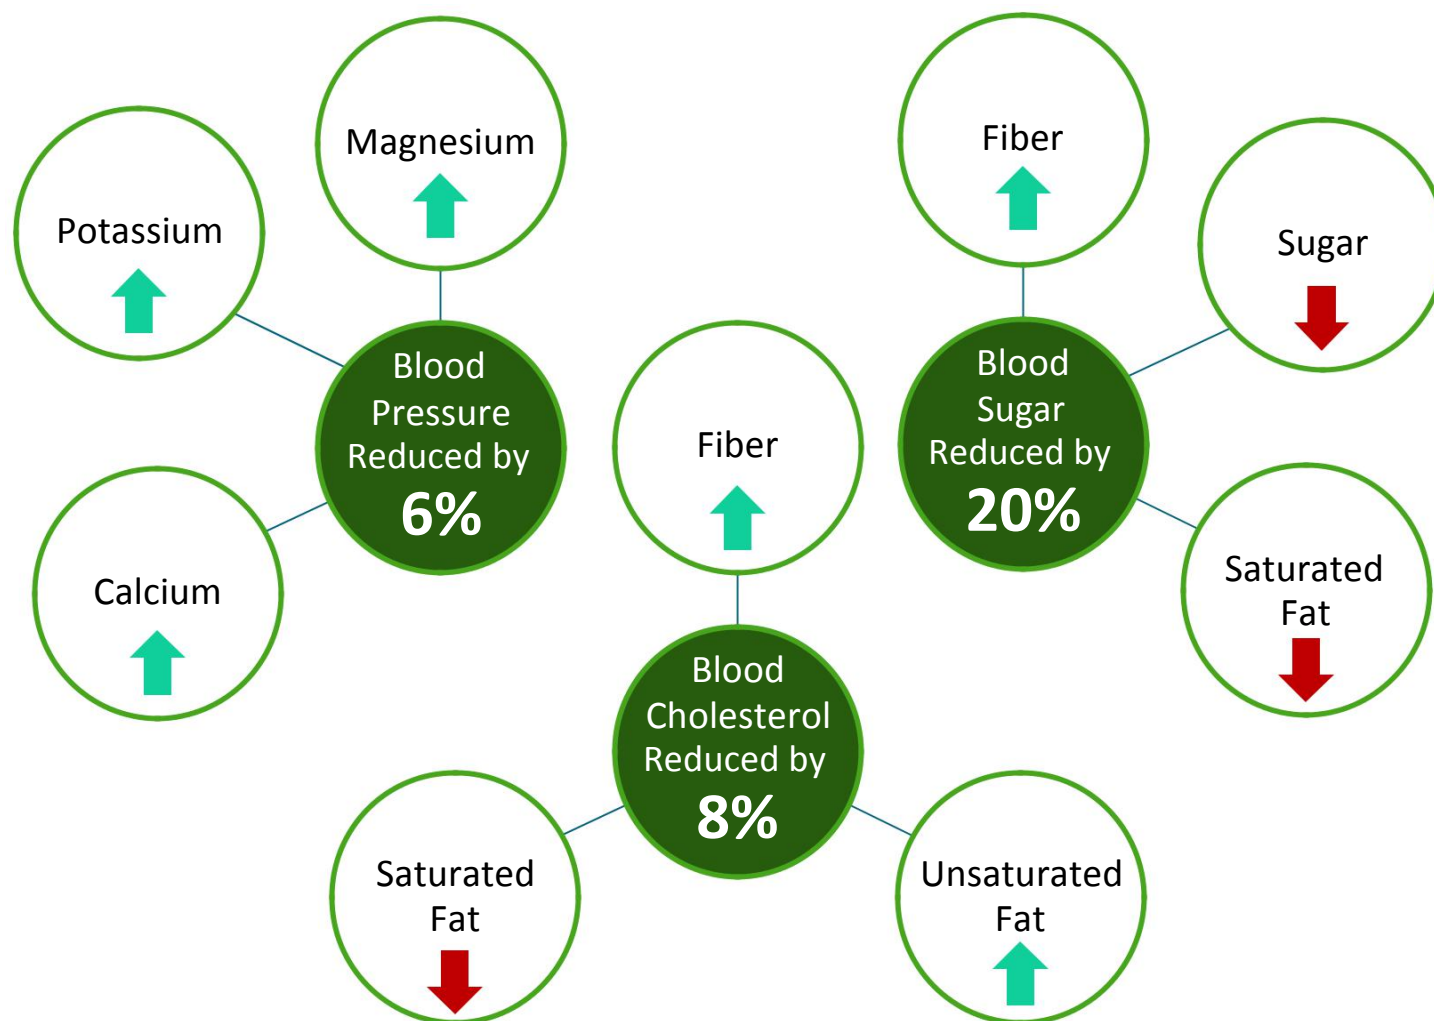 Magnesium
Potassium
Calcium
Blood
Pressure
Reduced by
6%
Fiber
Sugar
Saturated
Fat
Blood
Sugar
Reduced by
20%
Fiber
Blood
Cholesterol
Reduced by
8%
Saturated
Fat
Unsaturated
Fat